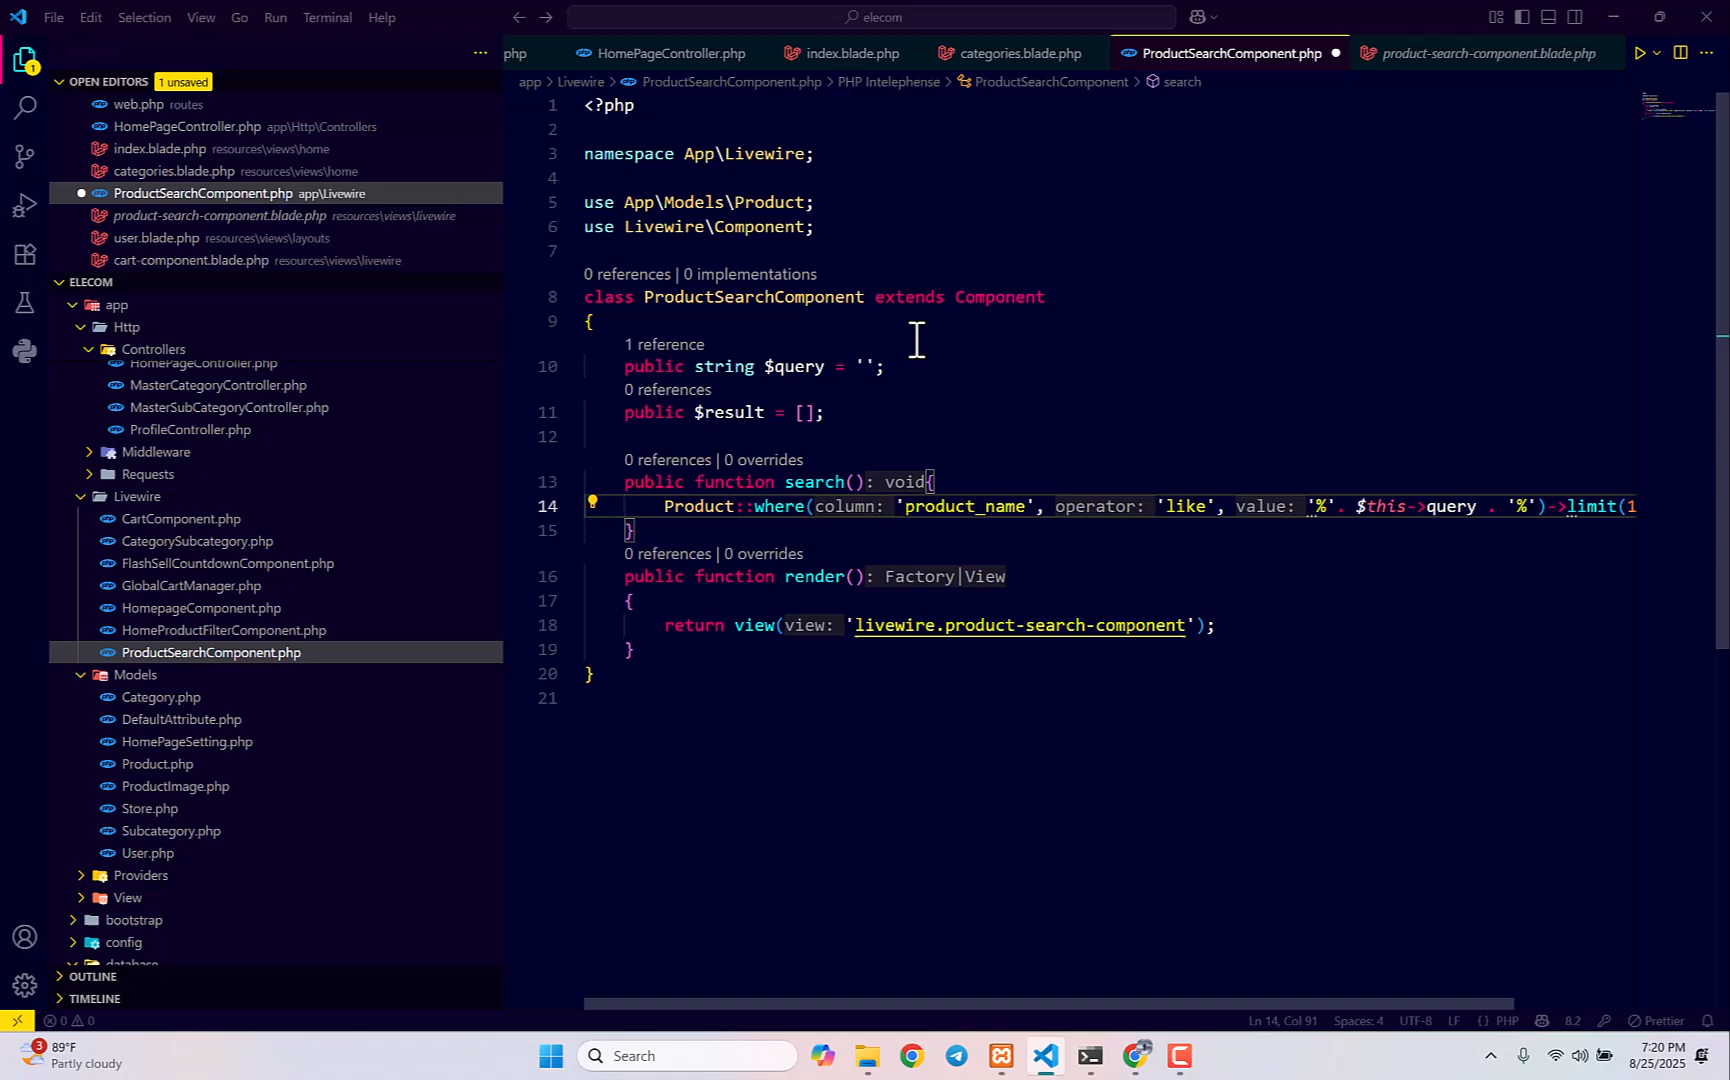 File Edit Selection View Go Run Terminal Help
elecom
php HomePageController.php index.blade.php categories.blade.php ProductSearchComponent.php product-search-component.blade.php
app > Livewire > ProductSearchComponent.php > PHP Intelephense > ProductSearchComponent > search
OPEN EDITORS 1 unsaved
web.php routes
HomePageController.php app\Http\Controllers
index.blade.php resources\views\home
categories.blade.php resources\views\home
ProductSearchComponent.php app\Livewire
product-search-component.blade.php resources\views\livewire
user.blade.php resources\views\layouts
cart-component.blade.php resources\views\livewire
ELECOM
app
Http
Controllers
HomePageController.php
MasterCategoryController.php
MasterSubCategoryController.php
ProfileController.php
Middleware
Requests
Livewire
CartComponent.php
CategorySubcategory.php
FlashSellCountdownComponent.php
GlobalCartManager.php
HomepageComponent.php
HomeProductFilterComponent.php
ProductSearchComponent.php
Models
Category.php
DefaultAttribute.php
HomePageSetting.php
Product.php
ProductImage.php
Store.php
Subcategory.php
User.php
Providers
View
bootstrap
config
database
OUTLINE
TIMELINE
1 <?php
2
3 namespace App\Livewire;
4
5 use App\Models\Product;
6 use Livewire\Component;
7
0 references | 0 implementations
8 class ProductSearchComponent extends Component
9 {
1 reference
10 public string $query = '';
0 references
11 public $result = [];
12
0 references | 0 overrides
13 public function search(): void{
14 Product::where(column: 'product_name', operator: 'like', value: '%'. $this->query . '%')->limit(1
15 }
0 references | 0 overrides
16 public function render(): Factory|View
17 {
18 return view(view: 'livewire.product-search-component');
19 }
20 }
21
0 0 Ln 14, Col 91 Spaces: 4 UTF-8 LF {} PHP 8.2 Prettier
3 89°F
Partly cloudy
Search
7:20 PM
8/25/2025